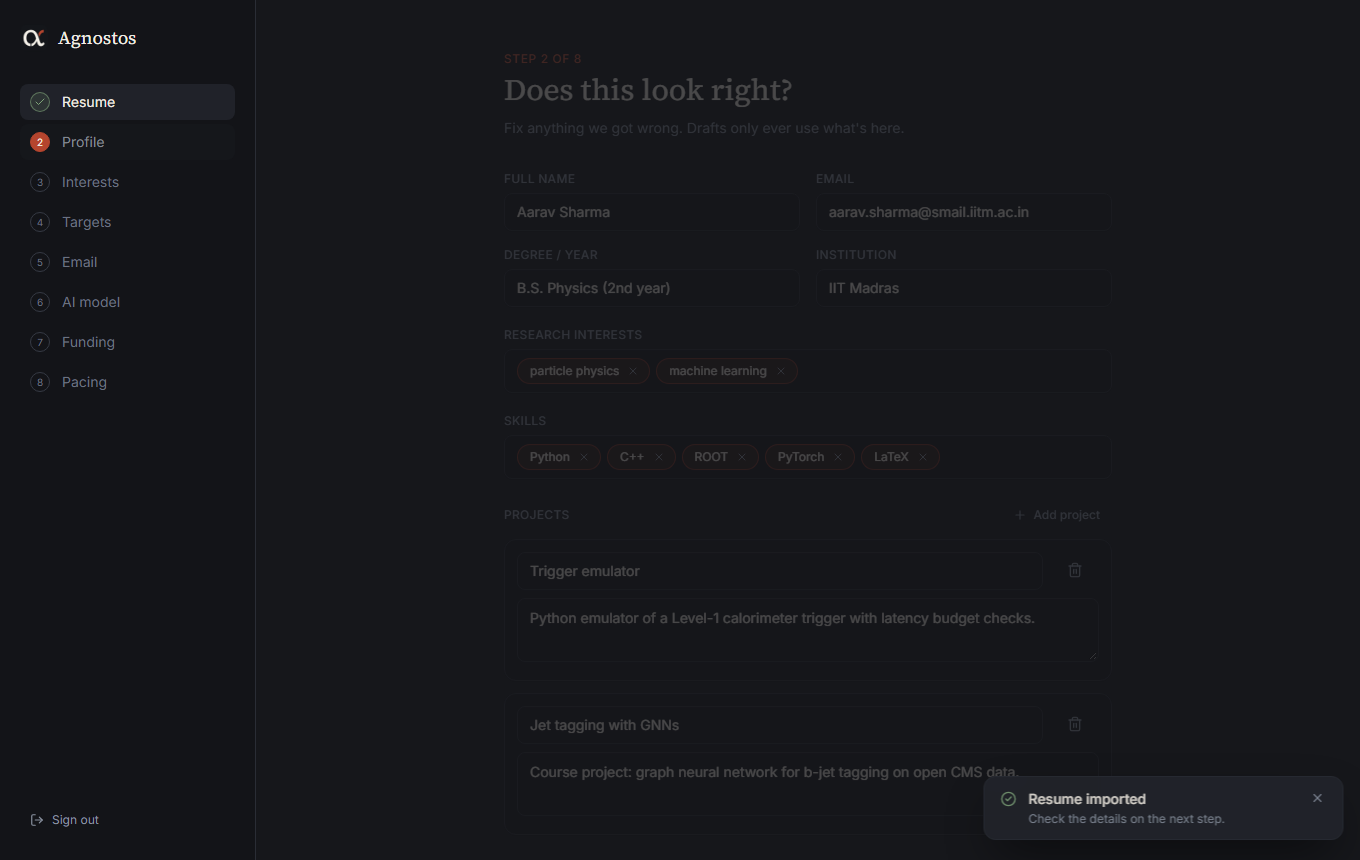 Agnostos
Resume
2 Profile
3 Interests
4 Targets
5 Email
6 AI model
7 Funding
8 Pacing
Sign out
STEP 2 OF 8
Does this look right?
Fix anything we got wrong. Drafts only ever use what's here.
FULL NAME EMAIL
Aarav Sharma aarav.sharma@smail.iitm.ac.in
DEGREE / YEAR INSTITUTION
B.S. Physics (2nd year) IIT Madras
RESEARCH INTERESTS
particle physics × machine learning ×
SKILLS
Python × C++ × ROOT × PyTorch × LaTeX ×
PROJECTS + Add project
Trigger emulator
Python emulator of a Level-1 calorimeter trigger with latency budget checks.
Jet tagging with GNNs
Course project: graph neural network for b-jet tagging on open CMS data.
Resume imported
Check the details on the next step.